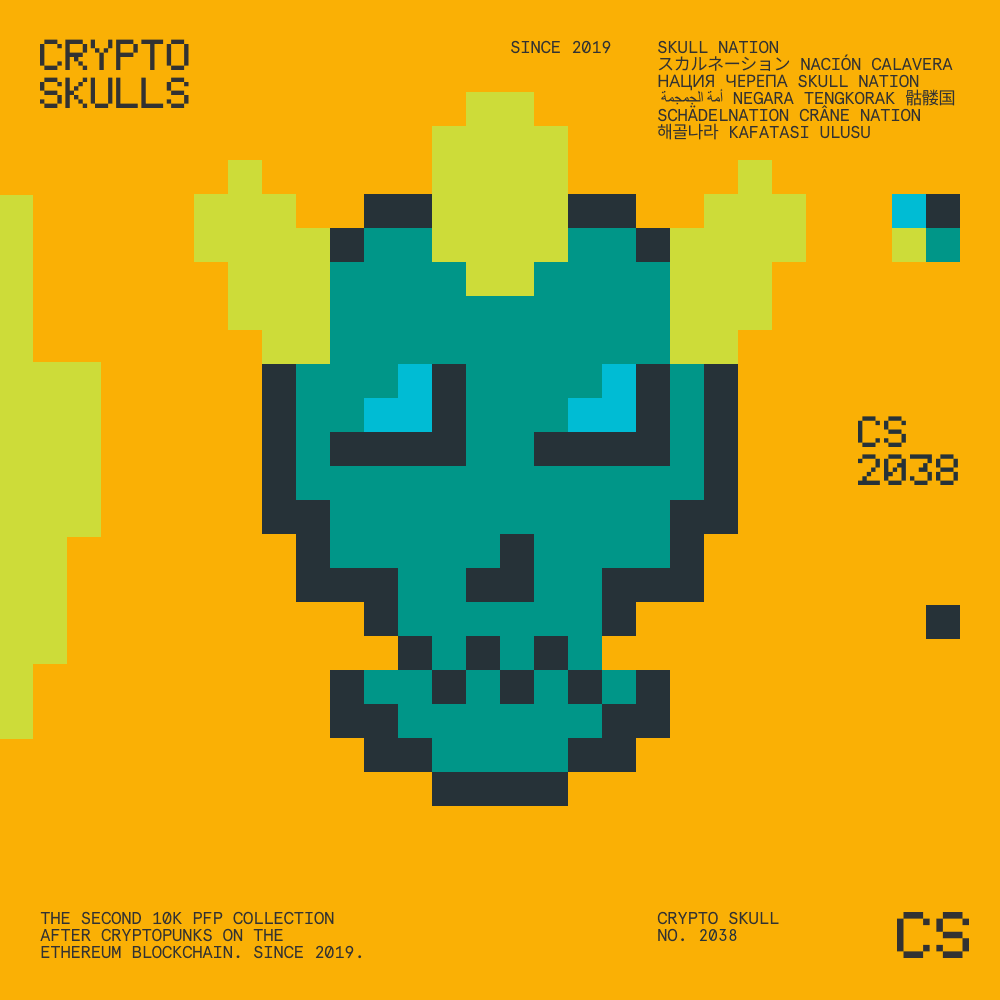 CRYPTO
SKULLS
SINCE 2019
SKULL NATION
スカルネーション NACIÓN CALAVERA
НАЦИЯ ЧЕРЕПА SKULL NATION
أمة الجمجمة NEGARA TENGKORAK 骷髅国
SCHÄDELNATION CRÂNE NATION
해골나라 KAFATASI ULUSU
CS
2038
THE SECOND 10K PFP COLLECTION
AFTER CRYPTOPUNKS ON THE
ETHEREUM BLOCKCHAIN. SINCE 2019.
CRYPTO SKULL
NO. 2038
CS